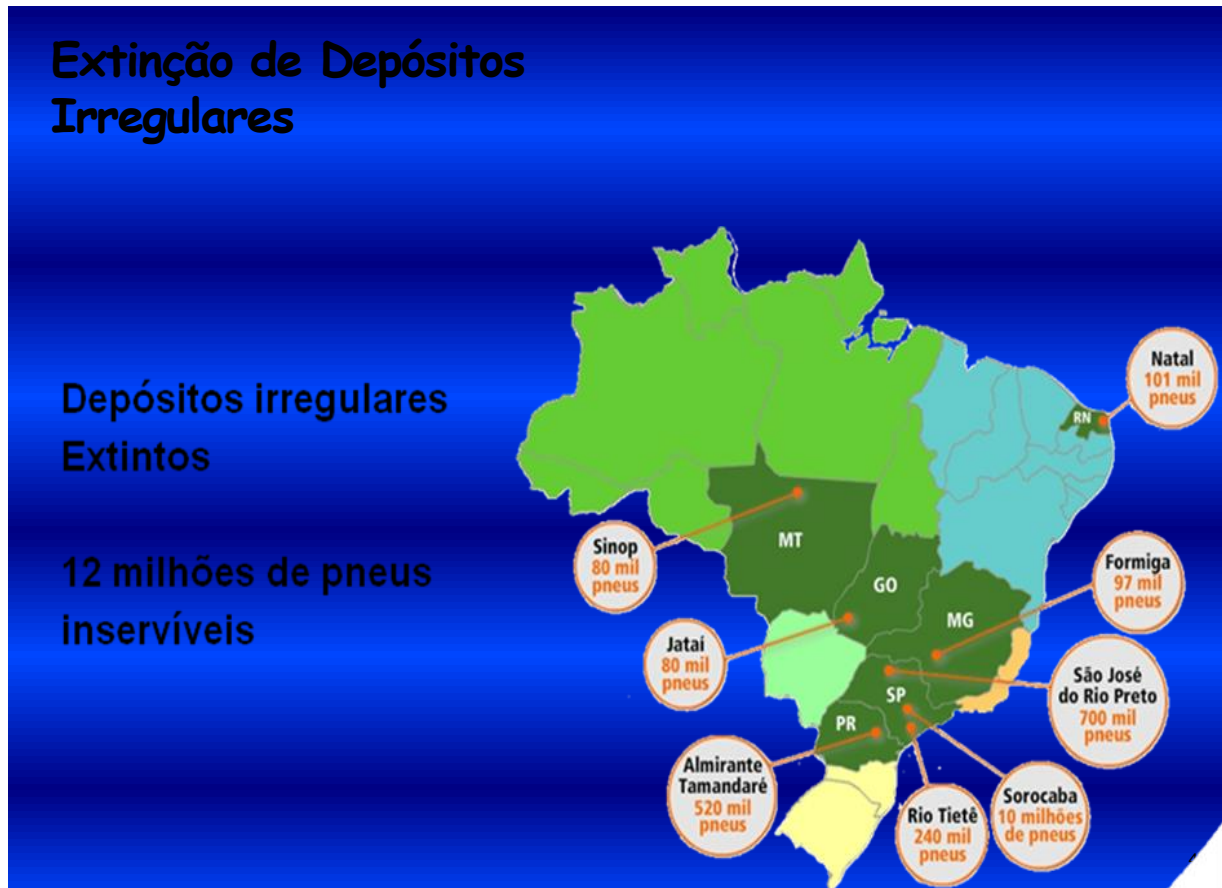 Extinção de Depósitos
Irregulares
Depósitos irregulares
Extintos
12 milhões de pneus
inservíveis
Natal
101 mil
pneus
RN
Sinop
80 mil
pneus
MT
GO
MG
Formiga
97 mil
pneus
Jataí
80 mil
pneus
SP
São José
do Rio Preto
700 mil
pneus
PR
Almirante
Tamandaré
520 mil
pneus
Rio Tietê
240 mil
pneus
Sorocaba
10 milhões
de pneus